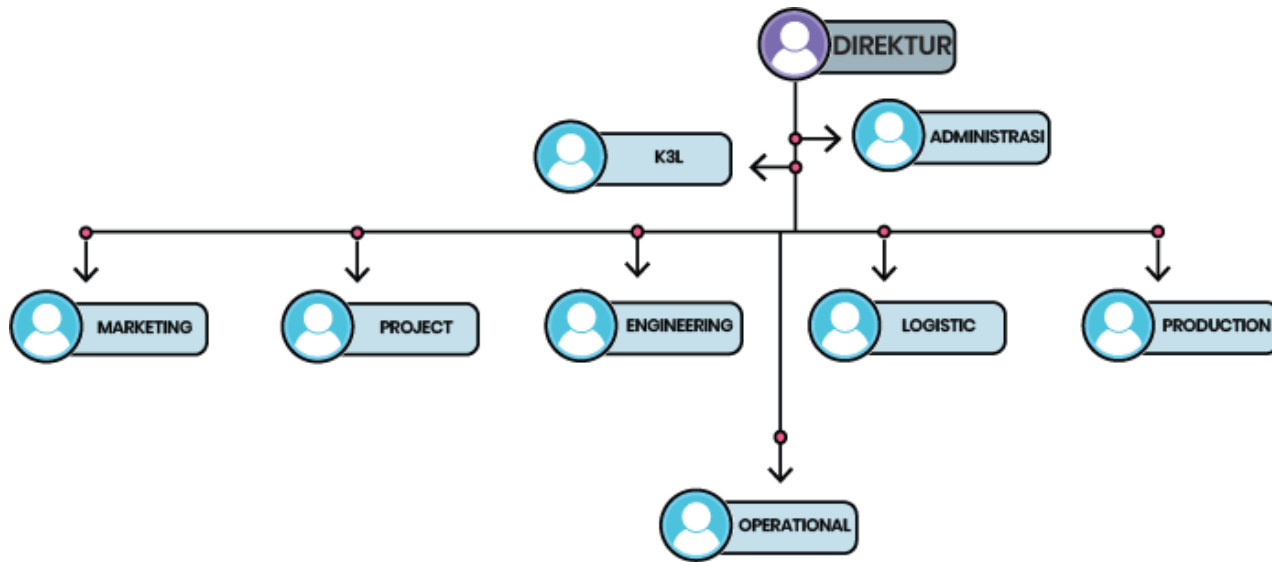 DIREKTUR
ADMINISTRASI
K3L
MARKETING
PROJECT
ENGINEERING
LOGISTIC
PRODUCTION
OPERATIONAL